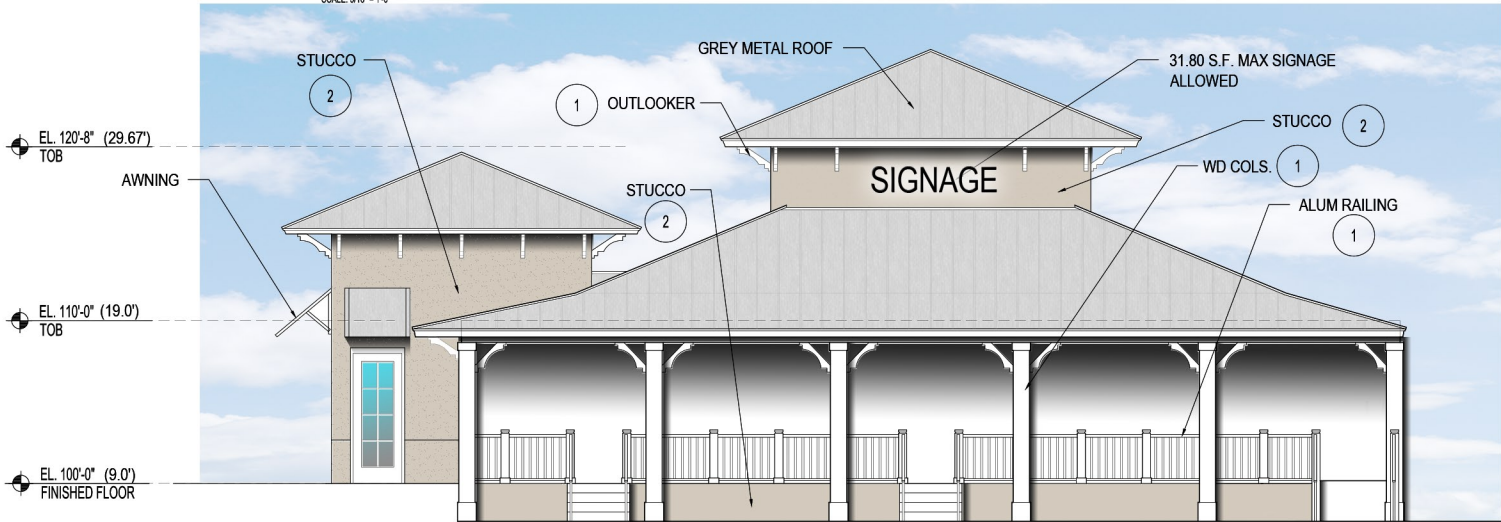 STUCCO
2
GREY METAL ROOF
31.80 S.F. MAX SIGNAGE
ALLOWED
1 OUTLOOKER
STUCCO 2
EL. 120'-8" (29.67')
TOB
WD COLS. 1
AWNING
SIGNAGE
STUCCO
2
ALUM RAILING
1
EL. 110'-0" (19.0')
TOB
EL. 100'-0" (9.0')
FINISHED FLOOR